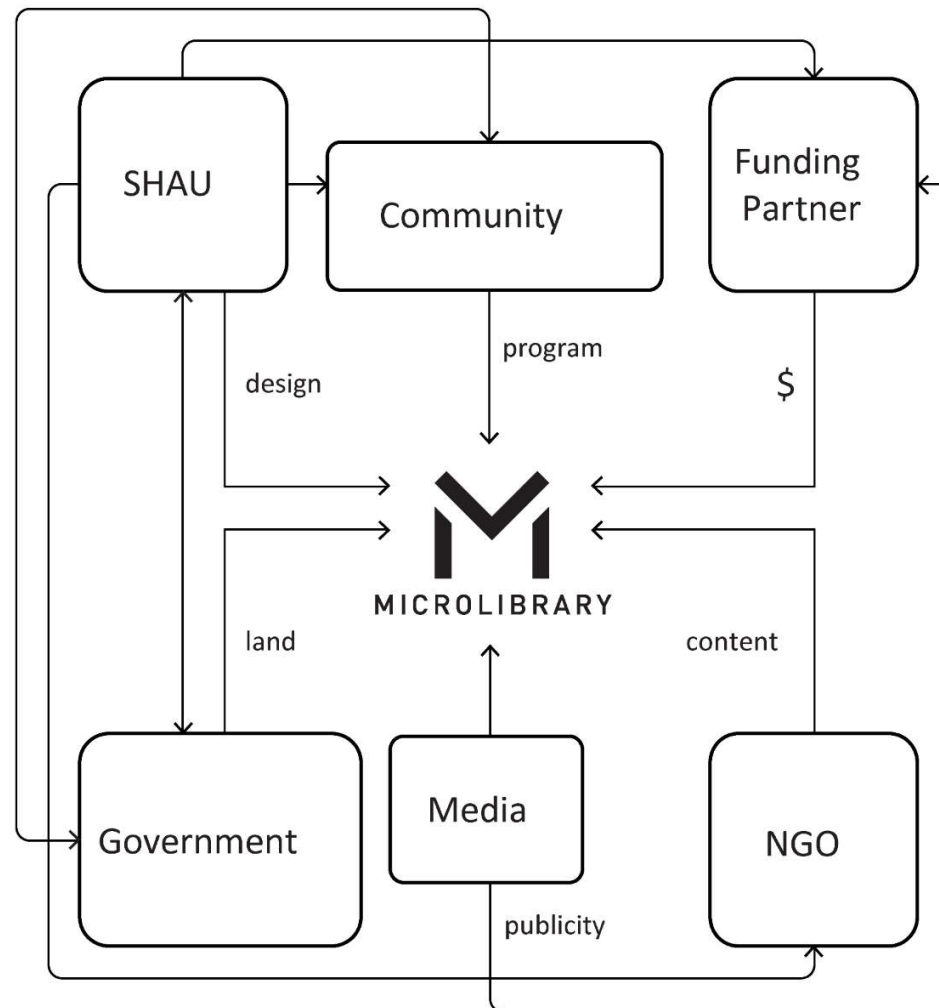 SHAU
Community
Funding
Partner
design
program
$
MICROLIBRARY
land
content
Government
Media
NGO
publicity